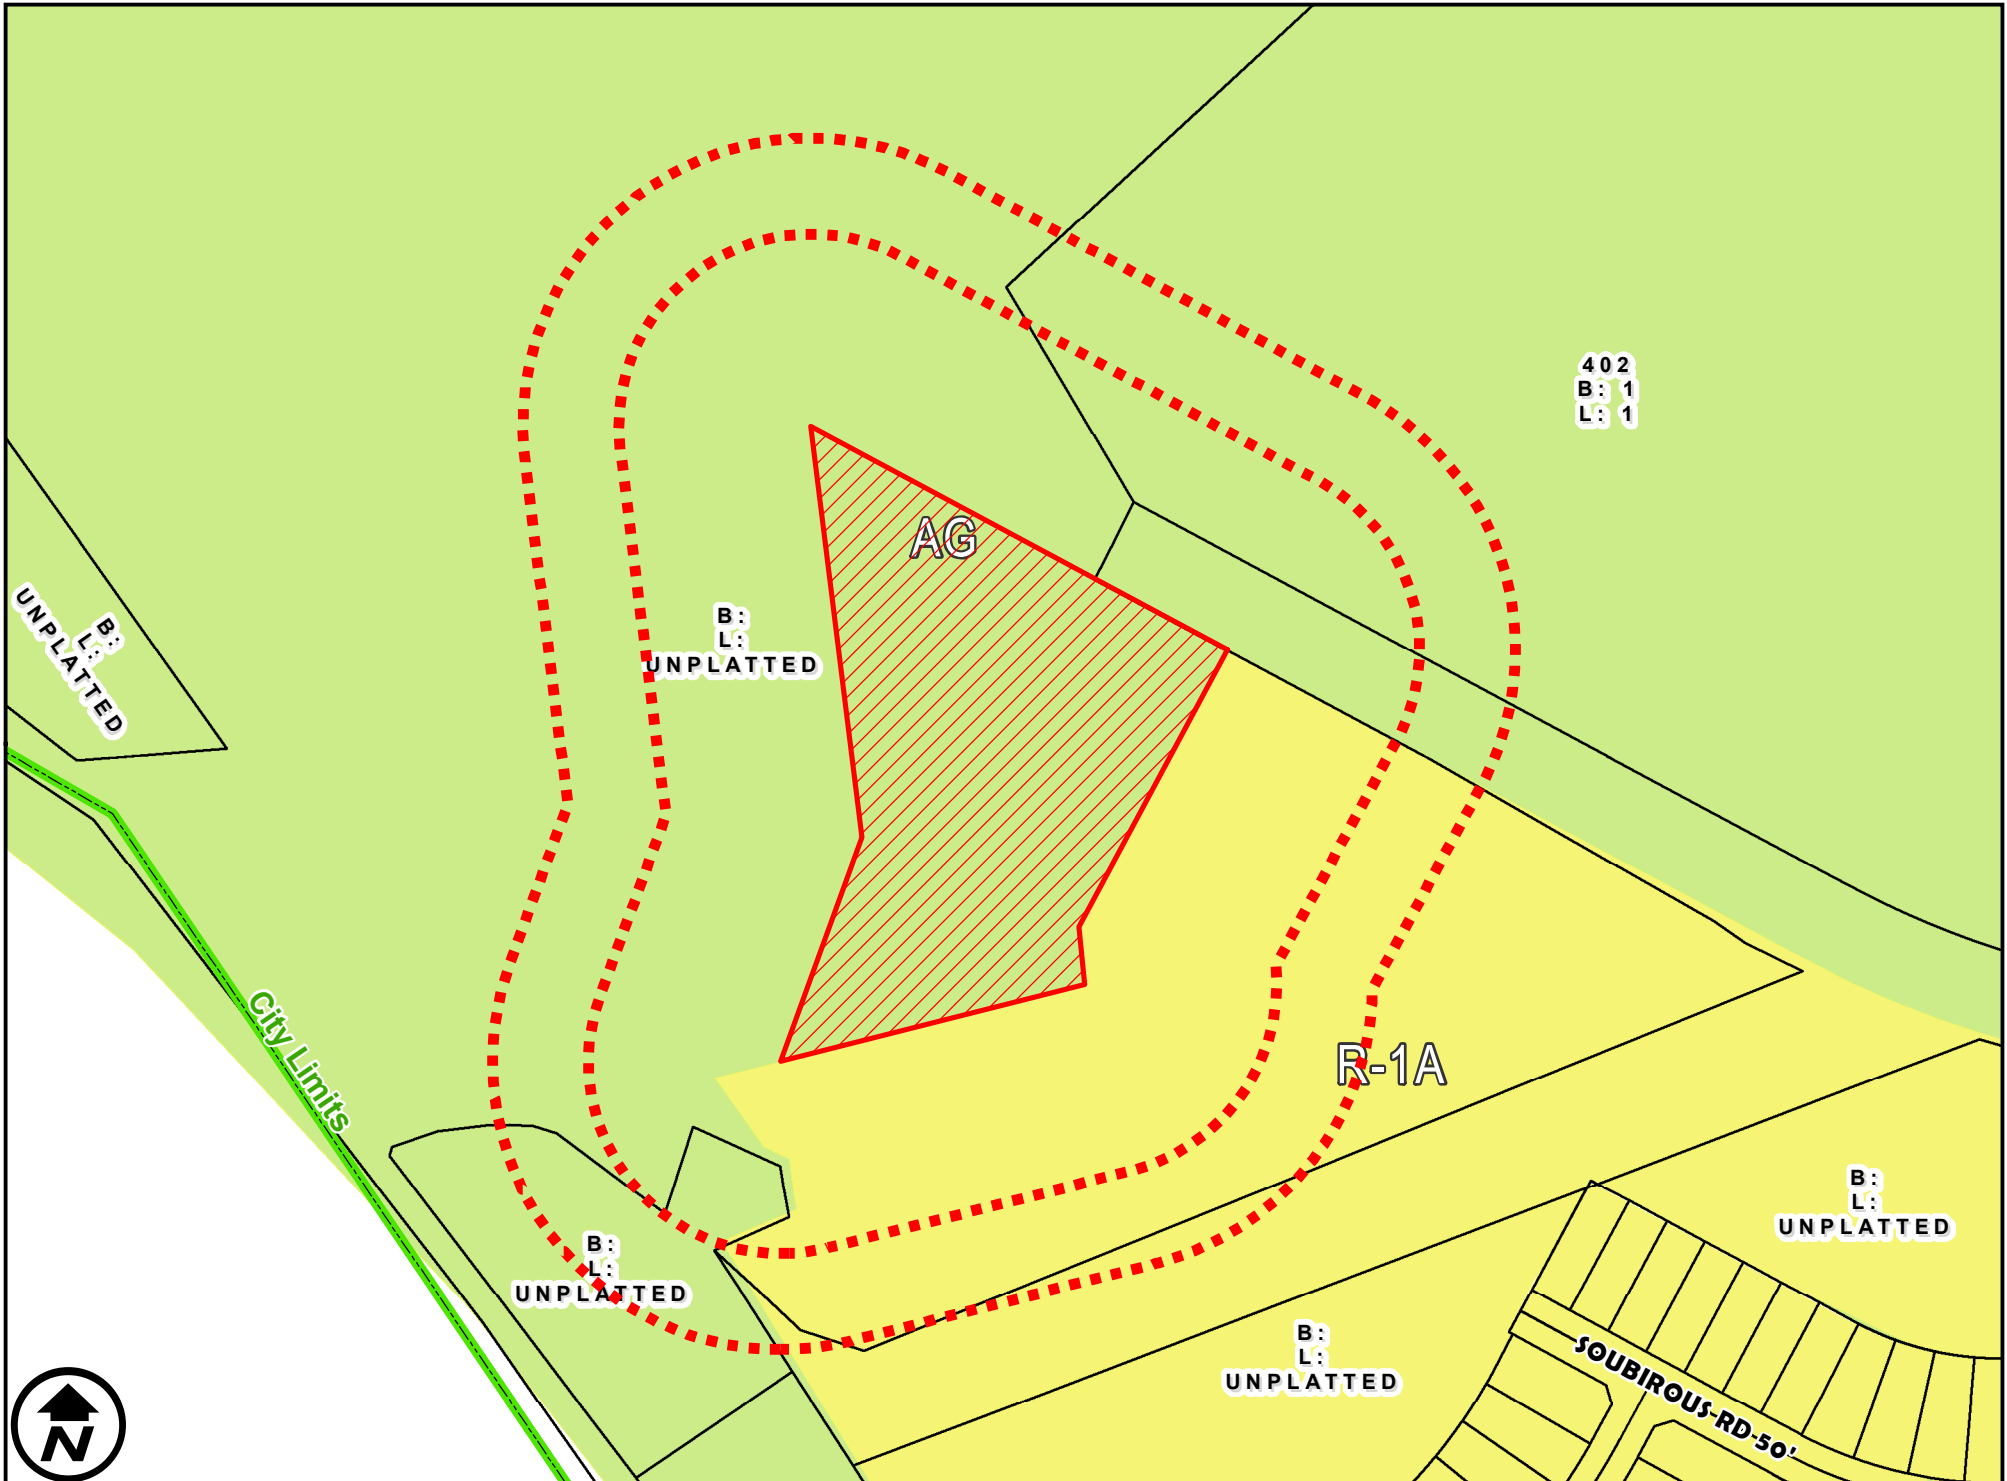 402
B: 1
L: 1
AG
B:
L:
UNPLATTED
B:
L:
UNPLATTED
City Limits
R-1A
B:
L:
UNPLATTED
B:
L:
UNPLATTED
B:
L:
UNPLATTED
SOUBIROUS-RD-50'
N